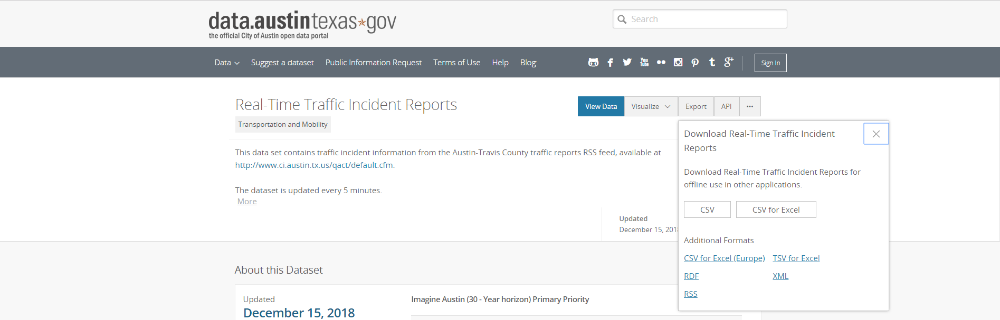 data.austintexas.gov
the official City of Austin open data portal
Search
Data Suggest a dataset Public Information Request Terms of Use Help Blog You Tube Sign In
Real-Time Traffic Incident Reports
View Data Visualize Export API ...
Transportation and Mobility
This data set contains traffic incident information from the Austin-Travis County traffic reports RSS feed, available at
http://www.ci.austin.tx.us/qact/default.cfm.
The dataset is updated every 5 minutes.
More
Updated
December 15, 2018
Download Real-Time Traffic Incident
Reports
Download Real-Time Traffic Incident Reports for
offline use in other applications.
CSV CSV for Excel
Additional Formats
CSV for Excel (Europe) TSV for Excel
RDF XML
RSS
About this Dataset
Updated
December 15, 2018
Imagine Austin (30 - Year horizon) Primary Priority